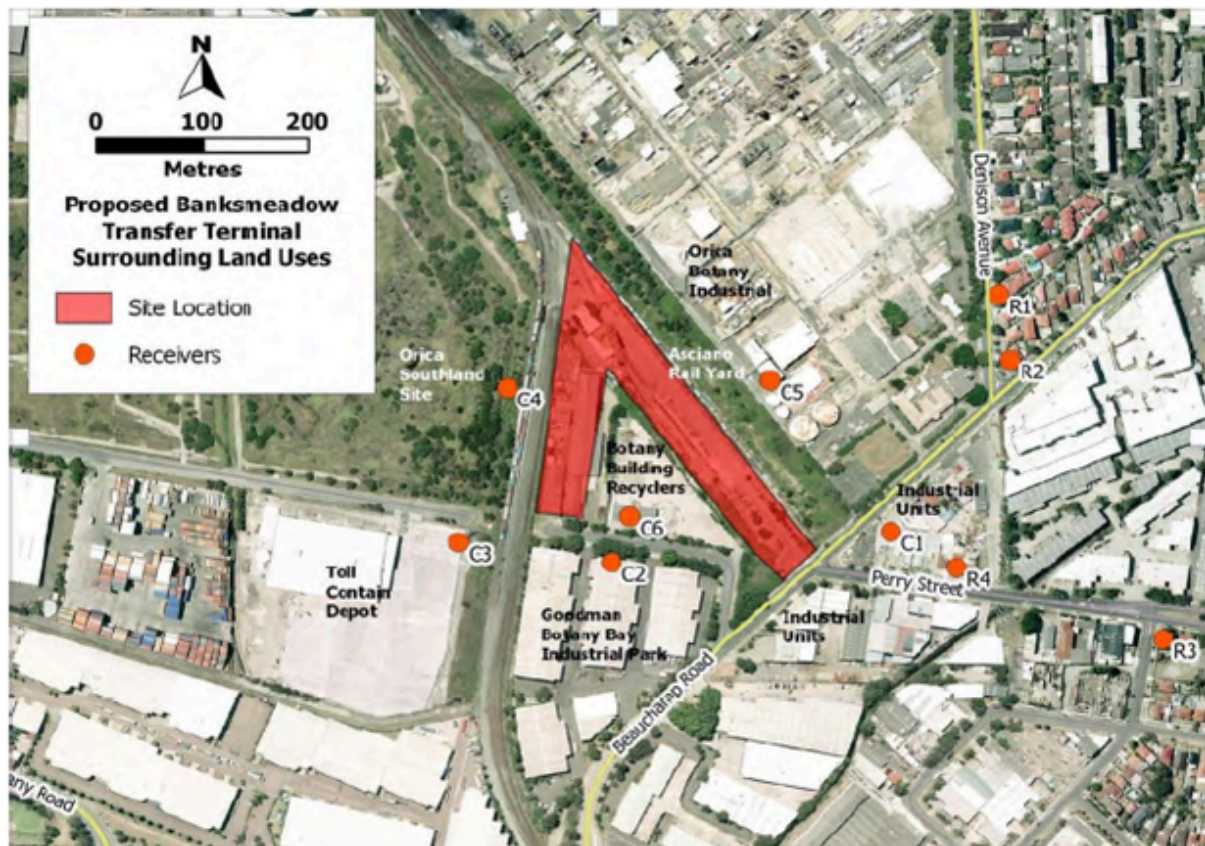 N
0 100 200
Metres
Proposed Banksmeadow
Transfer Terminal
Surrounding Land Uses
Site Location
Receivers
Denison Avenue
Orica
Botany
Industrial
R1
R2
Orica
Southland
Site
C4
Asciano
Rail Yard
C5
Botany
Building
Recyclers
Industrial
Units
C6
C1
C3
C2
R4
Perry Street
Toll
Contain
Depot
Goodman
Botany Bay
Industrial Park
Industrial
Units
R3
Beauchamp Road
any Road